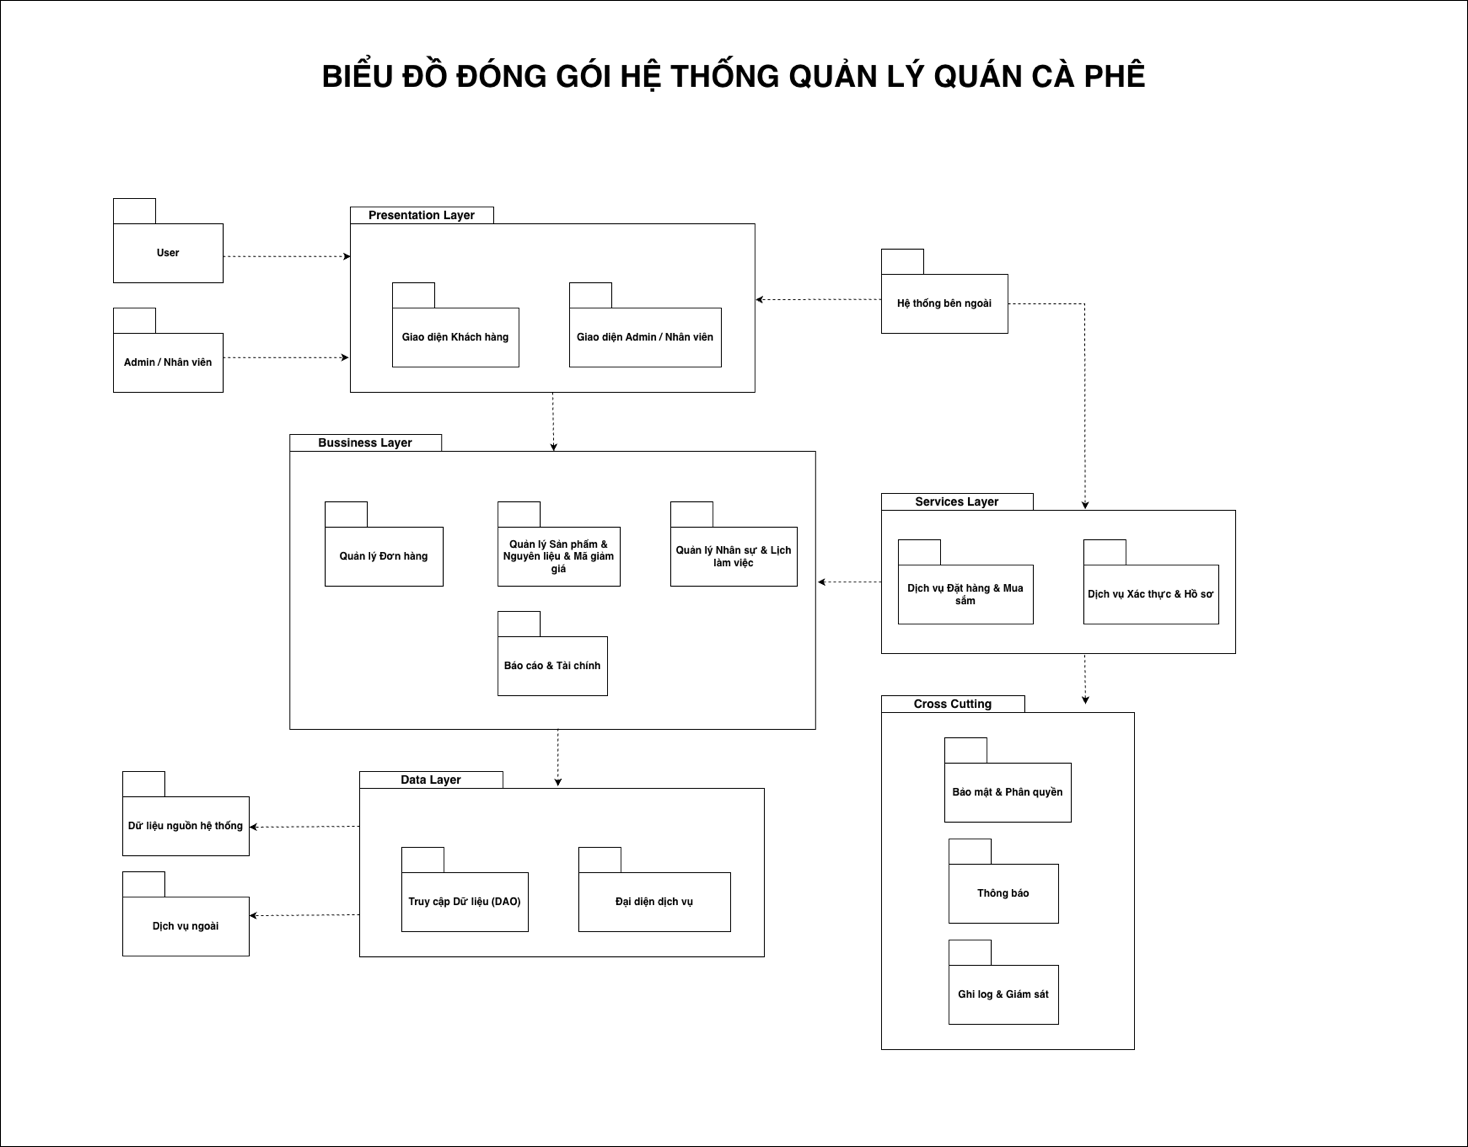 BIỂU ĐỒ ĐÓNG GÓI HỆ THỐNG QUẢN LÝ QUÁN CÀ PHÊ
User
Admin / Nhân viên
Presentation Layer
Giao diện Khách hàng
Giao diện Admin / Nhân viên
Hệ thống bên ngoài
Bussiness Layer
Quản lý Đơn hàng
Quản lý Sản phẩm &
Nguyên liệu & Mã giảm
giá
Quản lý Nhân sự & Lịch
làm việc
Báo cáo & Tài chính
Services Layer
Dịch vụ Đặt hàng & Mua
sắm
Dịch vụ Xác thực & Hồ sơ
Data Layer
Truy cập Dữ liệu (DAO)
Đại diện dịch vụ
Dữ liệu nguồn hệ thống
Dịch vụ ngoài
Cross Cutting
Bảo mật & Phân quyền
Thông báo
Ghi log & Giám sát